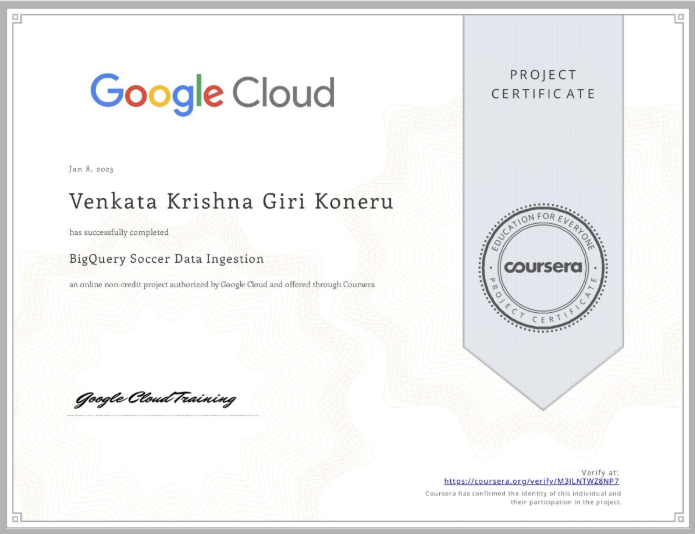 Google Cloud
PROJECT
CERTIFICATE
Jan 8, 2023
Venkata Krishna Giri Koneru
has successfully completed
BigQuery Soccer Data Ingestion
an online non-credit project authorized by Google Cloud and offered through Coursera
EDUCATION FOR EVERYONE
coursera
PROJECT CERTIFICATE
Google Cloud Training
Verify at:
https://coursera.org/verify/M3JLNTWZ8NP7
Coursera has confirmed the identity of this individual and
their participation in the project.